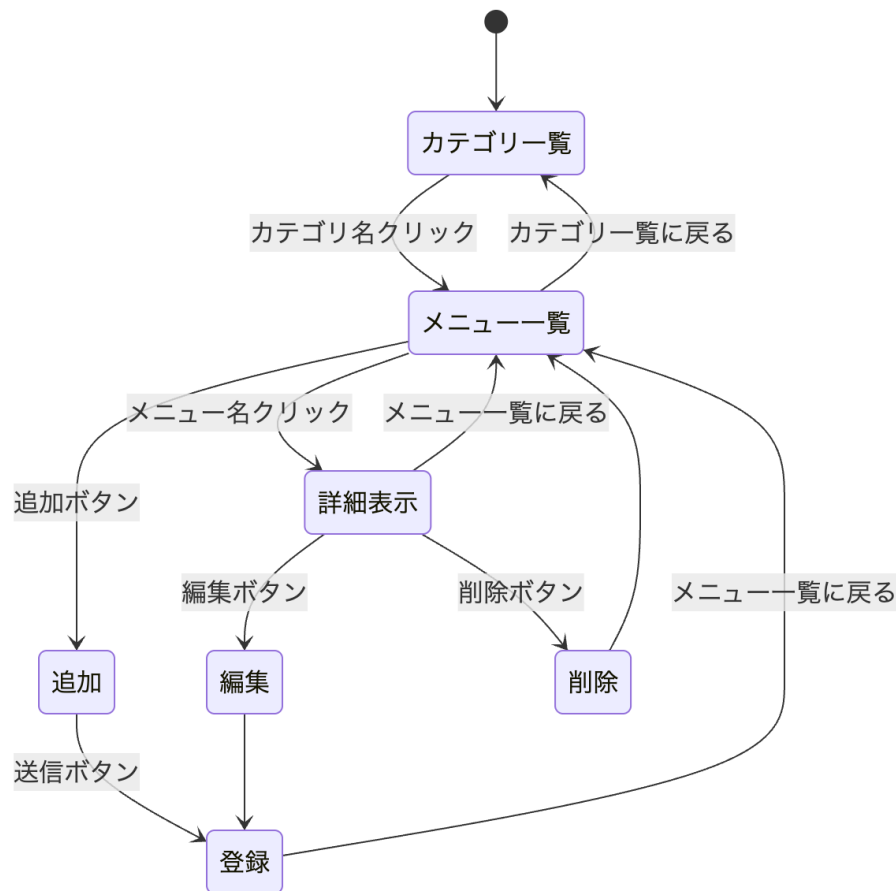 カテゴリ一覧
カテゴリ名クリック
カテゴリ一覧に戻る
メニュー一覧
メニュー名クリック
メニュー一覧に戻る
追加ボタン
詳細表示
編集ボタン
削除ボタン
メニュー一覧に戻る
追加
編集
削除
送信ボタン
登録